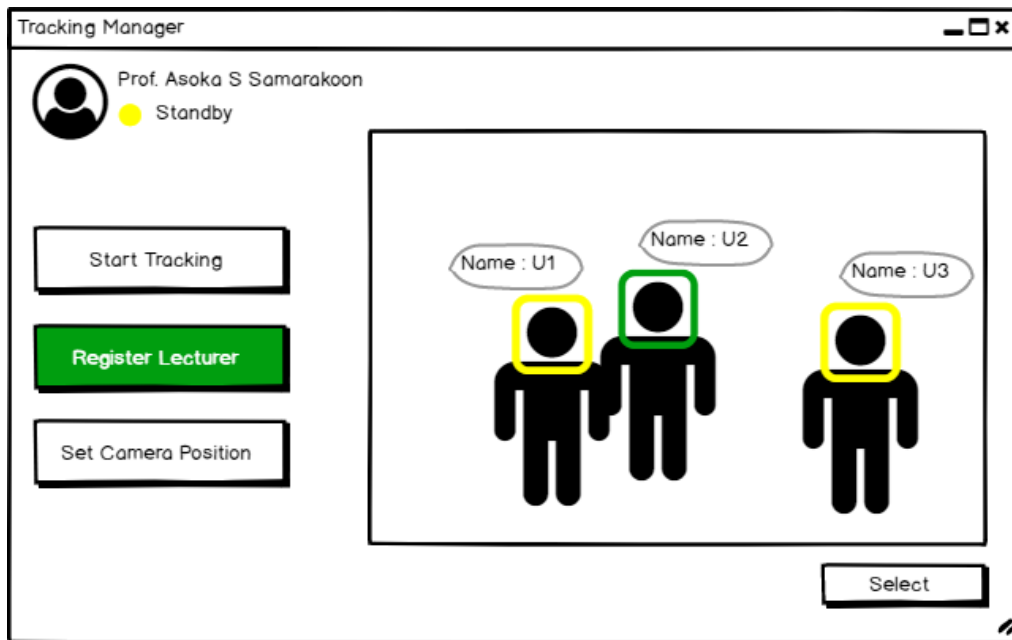 Tracking Manager
Prof. Asoka S Samarakoon
Standby
Start Tracking
Register Lecturer
Set Camera Position
Name : U1
Name : U2
Name : U3
Select